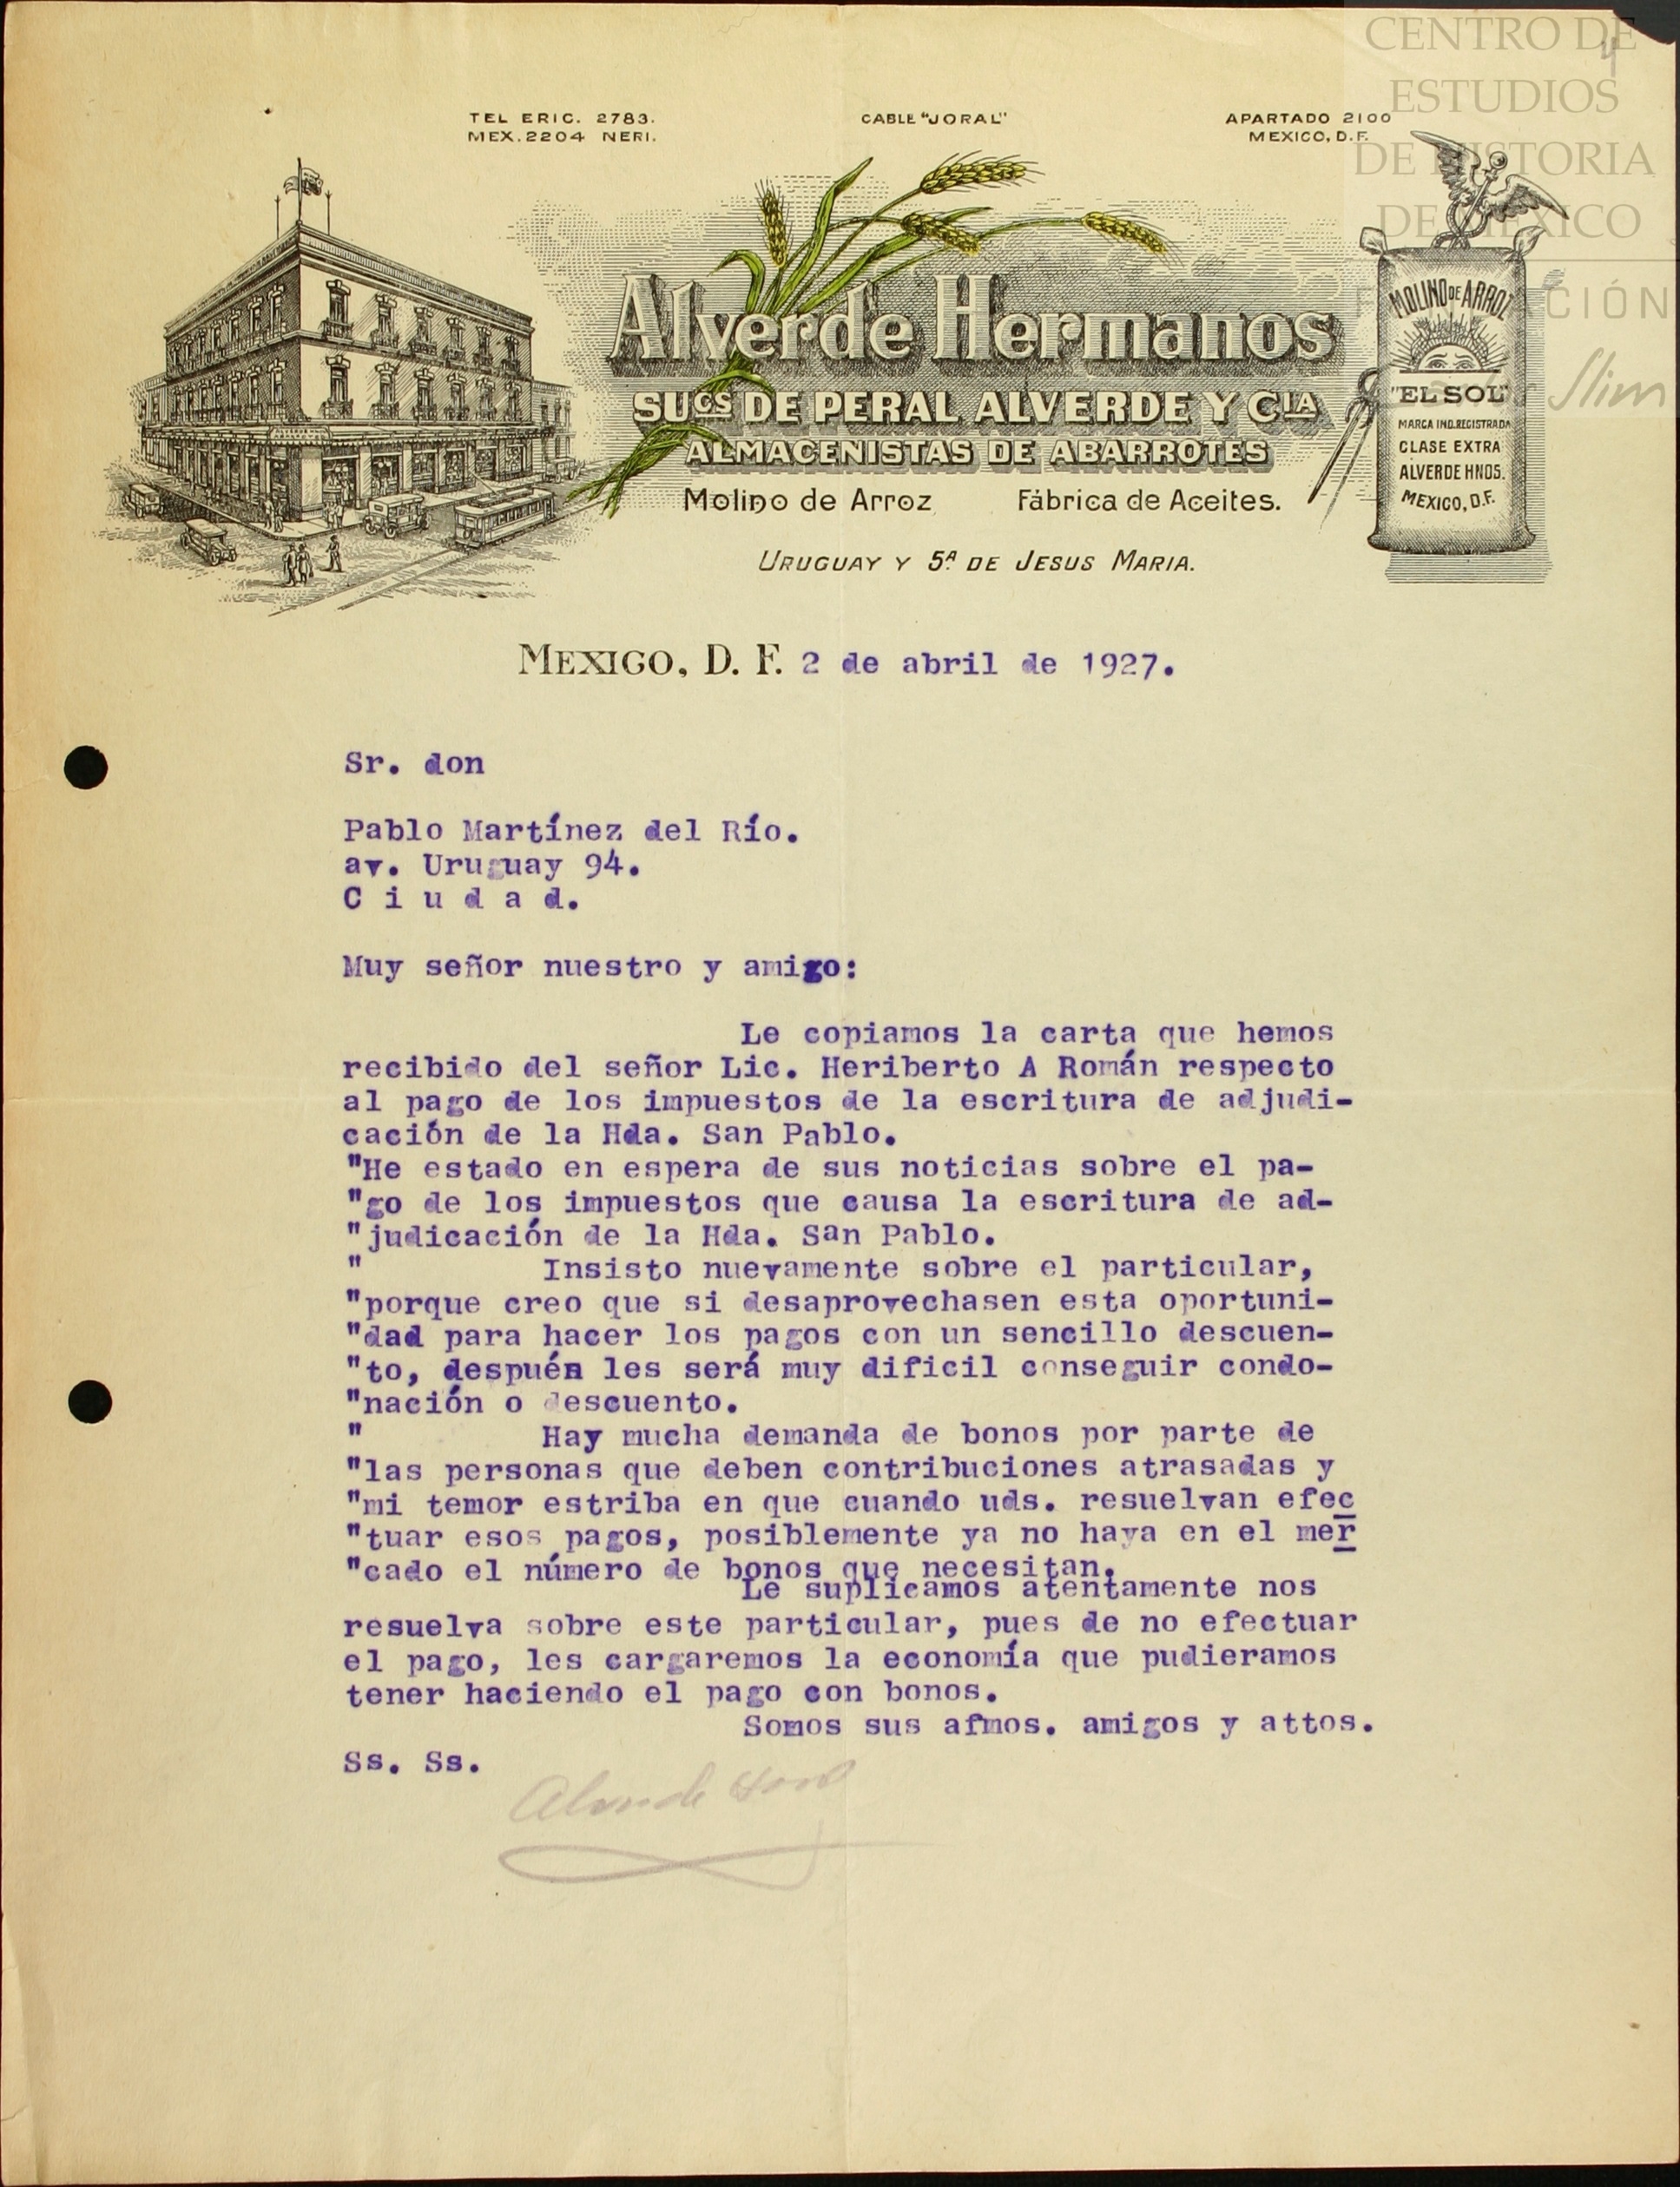 CENTRO DE
ESTUDIOS
DE HISTORIA
DE MÉXICO
FUNDACIÓN
Slim
TEL ERIC. 2783.
MEX. 2204 NERI.
CABLE "JORAL"
APARTADO 2100
MEXICO, D.F.
Alverde Hermanos
SUCS DE PERAL ALVERDE Y CIA
ALMACENISTAS DE ABARROTES
Molino de Arroz Fábrica de Aceites.
URUGUAY Y 5A DE JESUS MARIA.
MOLINO DE ARROZ
"EL SOL"
MARCA IND. REGISTRADA
CLASE EXTRA
ALVERDE HNOS.
MEXICO, D.F.
MEXICO, D. F. 2 de abril de 1927.
Sr. don
Pablo Martínez del Río.
av. Uruguay 94.
C i u d a d.
Muy señor nuestro y amigo:
Le copiamos la carta que hemos
recibido del señor Lic. Heriberto A Román respecto
al pago de los impuestos de la escritura de adjudi-
cación de la Hda. San Pablo.
"He estado en espera de sus noticias sobre el pa-
"go de los impuestos que causa la escritura de ad-
"judicación de la Hda. San Pablo.
" Insisto nuevamente sobre el particular,
"porque creo que si desaprovechasen esta oportuni-
"dad para hacer los pagos con un sencillo descuen-
"to, después les será muy dificil conseguir condo-
"nación o descuento.
" Hay mucha demanda de bonos por parte de
"las personas que deben contribuciones atrasadas y
"mi temor estriba en que cuando uds. resuelvan efec
"tuar esos pagos, posiblemente ya no haya en el mer
"cado el número de bonos que necesitan.
Le suplicamos atentamente nos
resuelva sobre este particular, pues de no efectuar
el pago, les cargaremos la economía que pudieramos
tener haciendo el pago con bonos.
Somos sus afmos. amigos y attos.
Ss. Ss.
Alverde Hnos